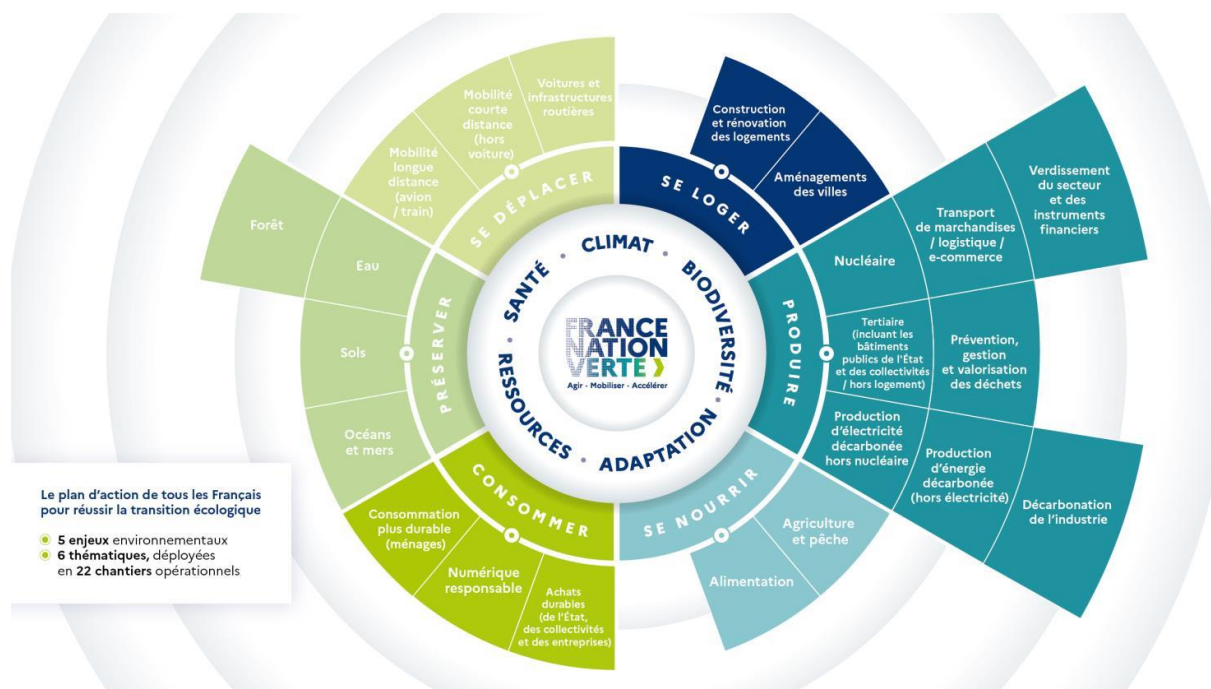 Voitures et
infrastructures
routières
Mobilité
courte
distance
(hors
voiture)
Mobilité
longue
distance
(avion
/ train)
SE DÉPLACER
Construction
et rénovation
des logements
Aménagements
des villes
SE LOGER
Verdissement
du secteur
et des
instruments
financiers
Transport
de marchandises
/ logistique /
e-commerce
Nucléaire
Tertiaire
(incluant les
bâtiments
publics de l'État
et des collectivités
/ hors logement)
Prévention,
gestion
et valorisation
des déchets
Production
d'électricité
décarbonée
hors nucléaire
Production
d'énergie
décarbonée
(hors électricité)
Décarbonation
de l'industrie
PRODUIRE
Agriculture
et pêche
Alimentation
SE NOURRIR
Achats
durables
(de l'État,
des collectivités
et des entreprises)
Numérique
responsable
Consommation
plus durable
(ménages)
CONSOMMER
Océans
et mers
Sols
Eau
Forêt
PRÉSERVER
SANTÉ • CLIMAT • BIODIVERSITÉ • ADAPTATION • RESSOURCES
FRANCE
NATION
VERTE
Agir • Mobiliser • Accélérer
Le plan d'action de tous les Français
pour réussir la transition écologique
5 enjeux environnementaux
6 thématiques, déployées
en 22 chantiers opérationnels